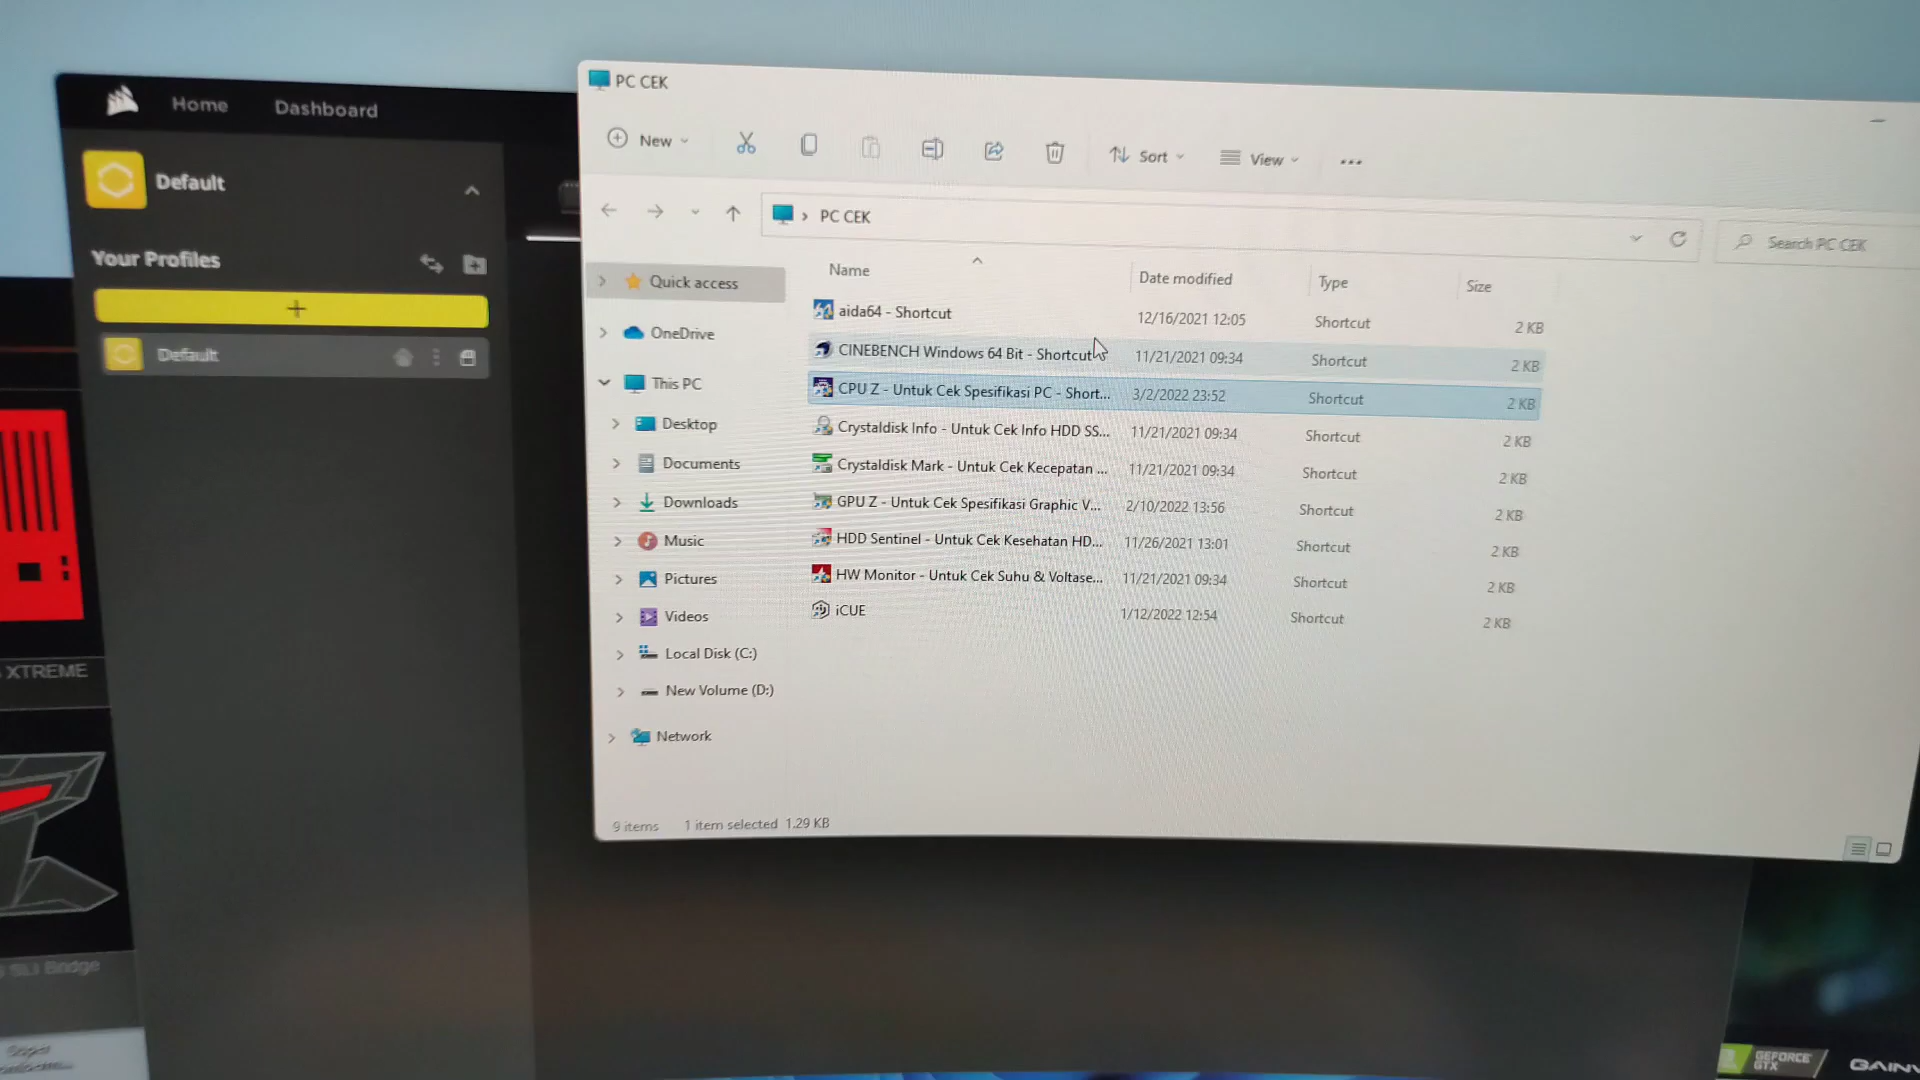 Home Dashboard
Default
Your Profiles
+
Default
XTREME
SLI Bridge
PC CEK
New
Sort
View
PC CEK
Search PC CEK
Quick access
OneDrive
This PC
Desktop
Documents
Downloads
Music
Pictures
Videos
Local Disk (C:)
New Volume (D:)
Network
Name Date modified Type Size
aida64 - Shortcut 12/16/2021 12:05 Shortcut 2 KB
CINEBENCH Windows 64 Bit - Shortcut 11/21/2021 09:34 Shortcut 2 KB
CPU Z - Untuk Cek Spesifikasi PC - Short... 3/2/2022 23:52 Shortcut 2 KB
Crystaldisk Info - Untuk Cek Info HDD SS... 11/21/2021 09:34 Shortcut 2 KB
Crystaldisk Mark - Untuk Cek Kecepatan ... 11/21/2021 09:34 Shortcut 2 KB
GPU Z - Untuk Cek Spesifikasi Graphic V... 2/10/2022 13:56 Shortcut 2 KB
HDD Sentinel - Untuk Cek Kesehatan HD... 11/26/2021 13:01 Shortcut 2 KB
HW Monitor - Untuk Cek Suhu & Voltase... 11/21/2021 09:34 Shortcut 2 KB
iCUE 1/12/2022 12:54 Shortcut 2 KB
9 items 1 item selected 1.29 KB
GEFORCE
GTX
GAINW